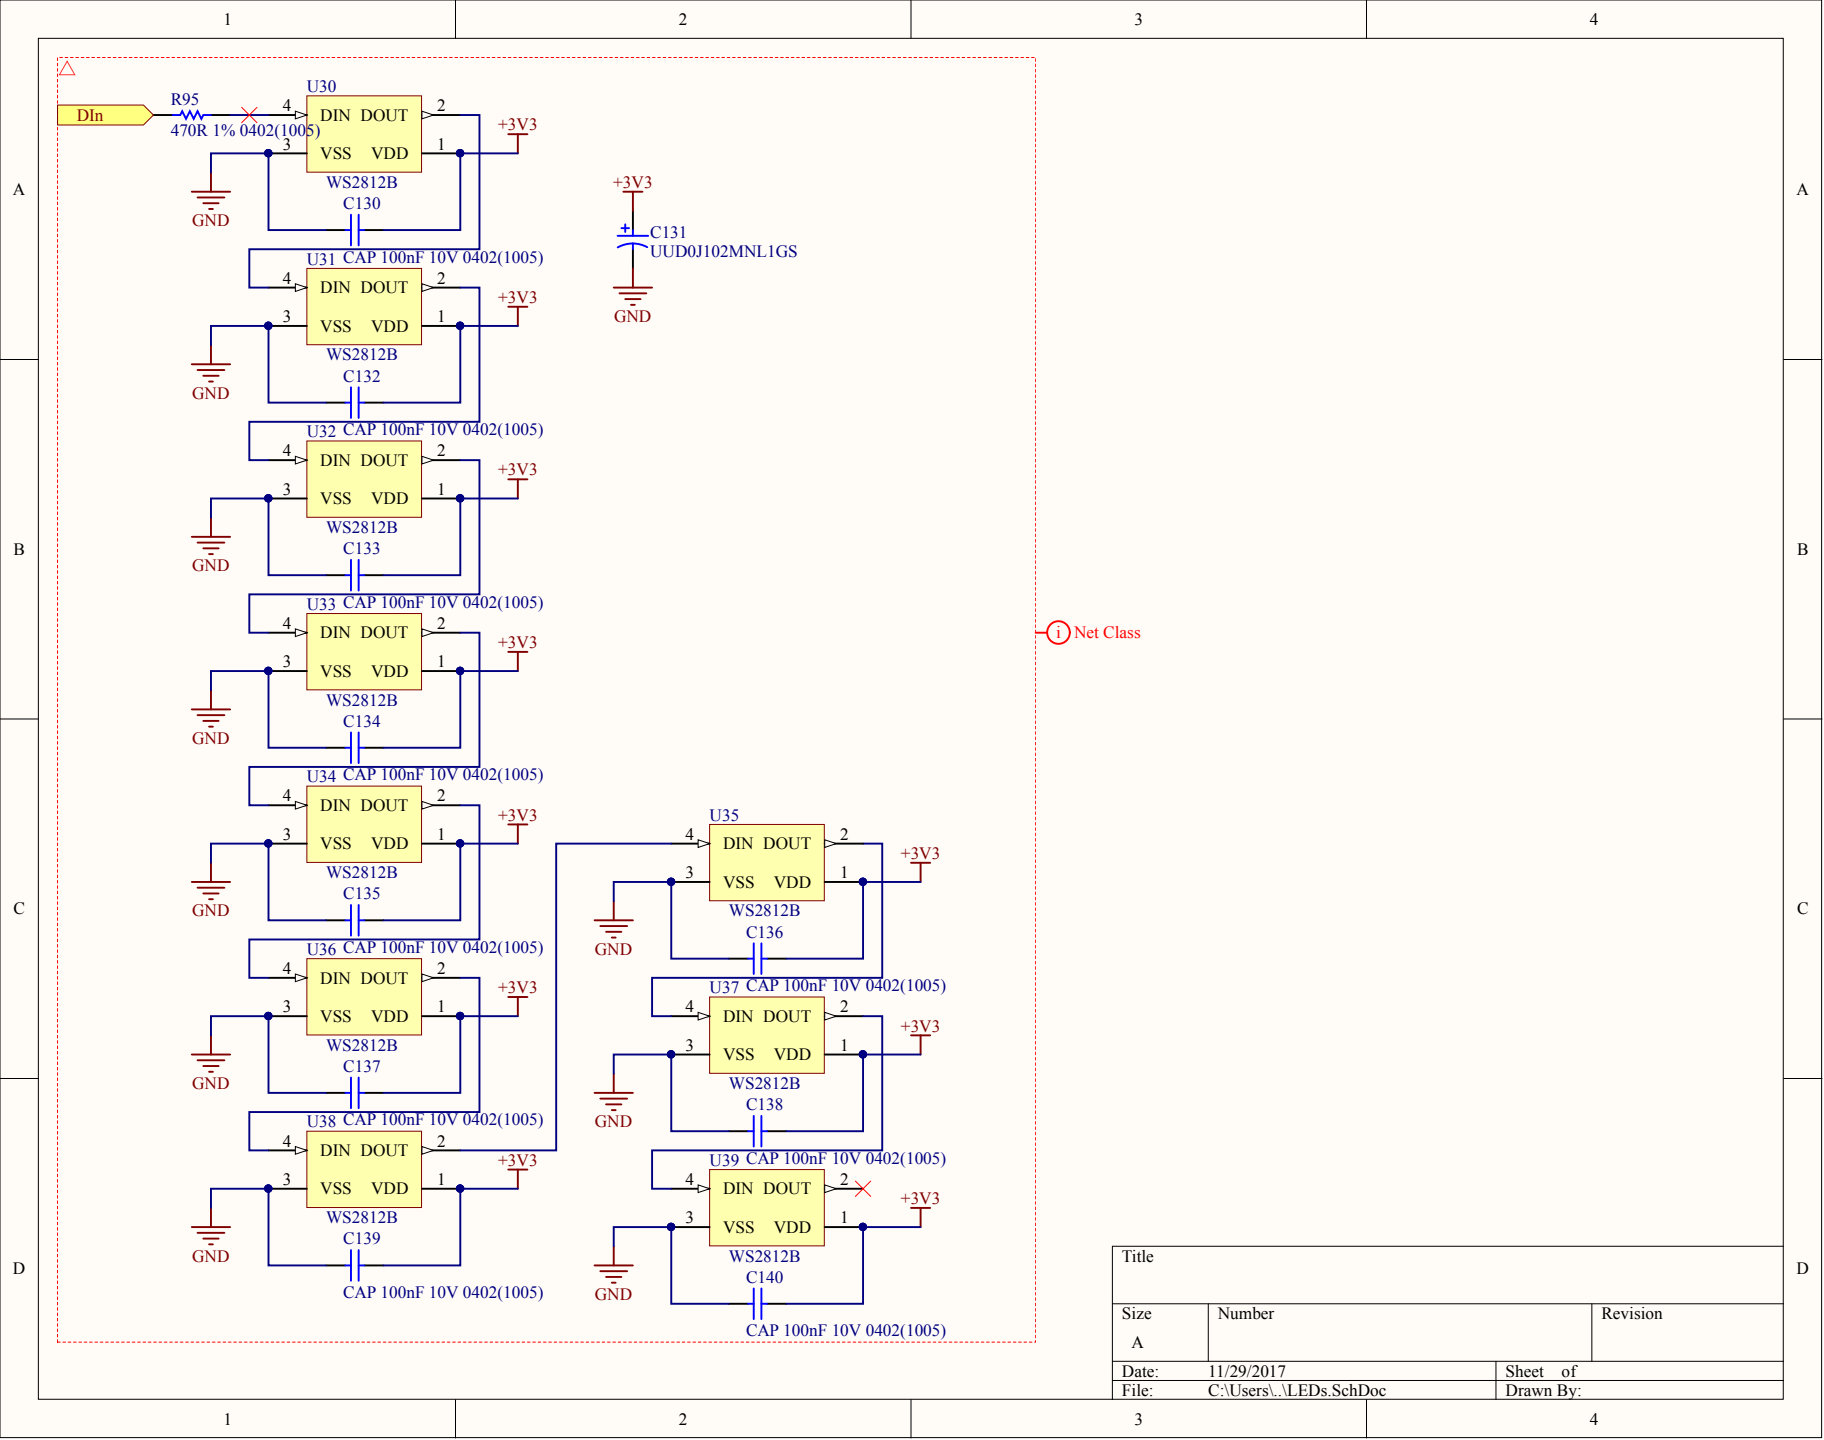 1 2 3 4
A
B
C
D
A
B
C
D
DIn
R95
470R 1% 0402(1005)
U30
4 DIN DOUT 2
3 VSS VDD 1
WS2812B
+3V3
GND
C130
CAP 100nF 10V 0402(1005)
+3V3
C131
UUD0J102MNL1GS
GND
U31
4 DIN DOUT 2
3 VSS VDD 1
WS2812B
+3V3
GND
C132
CAP 100nF 10V 0402(1005)
U32
4 DIN DOUT 2
3 VSS VDD 1
WS2812B
+3V3
GND
C133
CAP 100nF 10V 0402(1005)
U33
4 DIN DOUT 2
3 VSS VDD 1
WS2812B
+3V3
GND
C134
CAP 100nF 10V 0402(1005)
i Net Class
U34
4 DIN DOUT 2
3 VSS VDD 1
WS2812B
+3V3
GND
C135
CAP 100nF 10V 0402(1005)
U36
4 DIN DOUT 2
3 VSS VDD 1
WS2812B
+3V3
GND
C137
CAP 100nF 10V 0402(1005)
U38
4 DIN DOUT 2
3 VSS VDD 1
WS2812B
+3V3
GND
C139
CAP 100nF 10V 0402(1005)
U35
4 DIN DOUT 2
3 VSS VDD 1
WS2812B
+3V3
GND
C136
CAP 100nF 10V 0402(1005)
U37
4 DIN DOUT 2
3 VSS VDD 1
WS2812B
+3V3
GND
C138
CAP 100nF 10V 0402(1005)
U39
4 DIN DOUT 2
3 VSS VDD 1
WS2812B
+3V3
GND
C140
CAP 100nF 10V 0402(1005)
Title
Size Number Revision
A
Date: 11/29/2017 Sheet of
File: C:\Users\..\LEDs.SchDoc Drawn By:
1 2 3 4